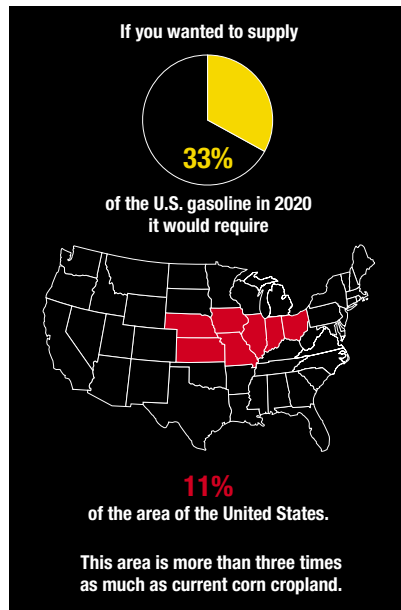 If you wanted to supply
33%
of the U.S. gasoline in 2020
it would require
11%
of the area of the United States.
This area is more than three times
as much as current corn cropland.